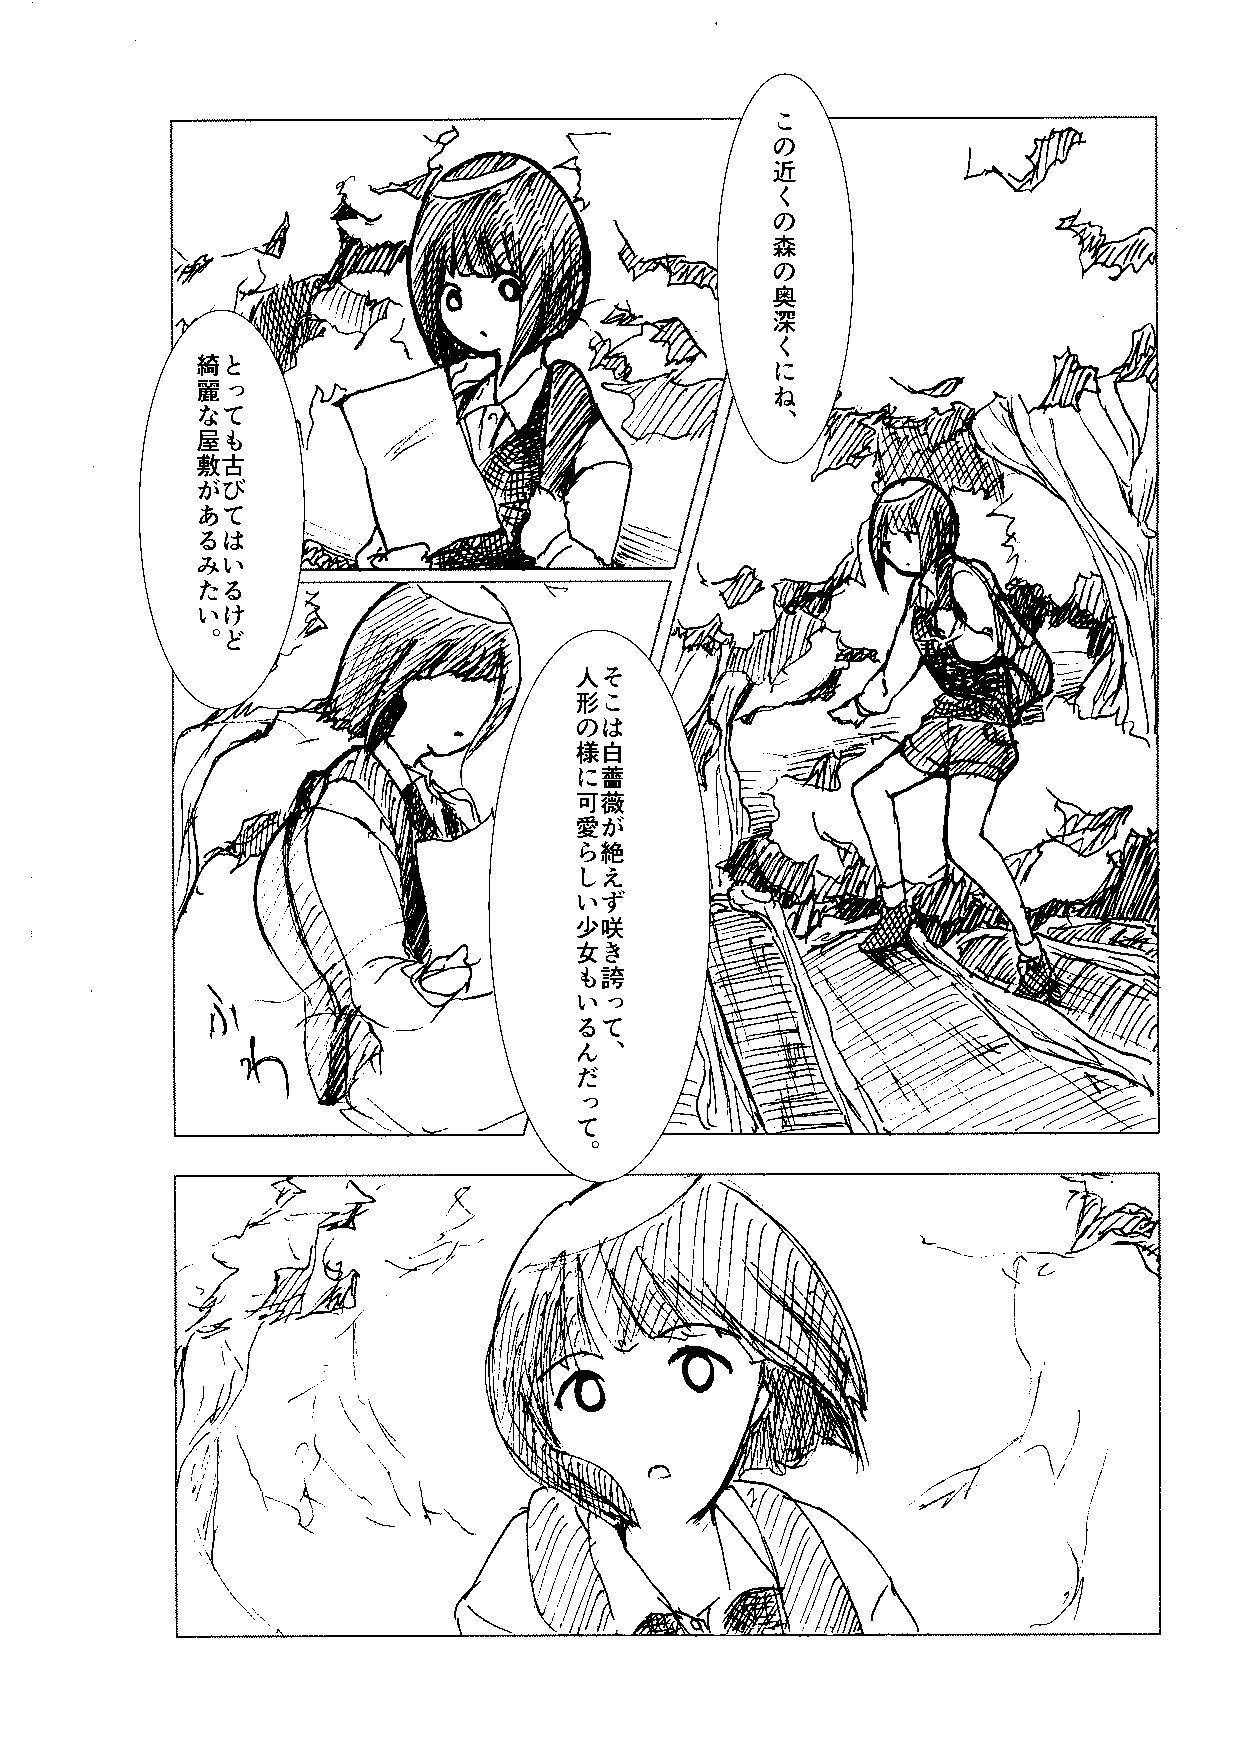 この近くの森の奥深くにね、
とっても古びてはいるけど
綺麗な屋敷があるみたい。
そこは白薔薇が絶えず咲き誇って、
人形の様に可愛らしい少女もいるんだって。
ふわ